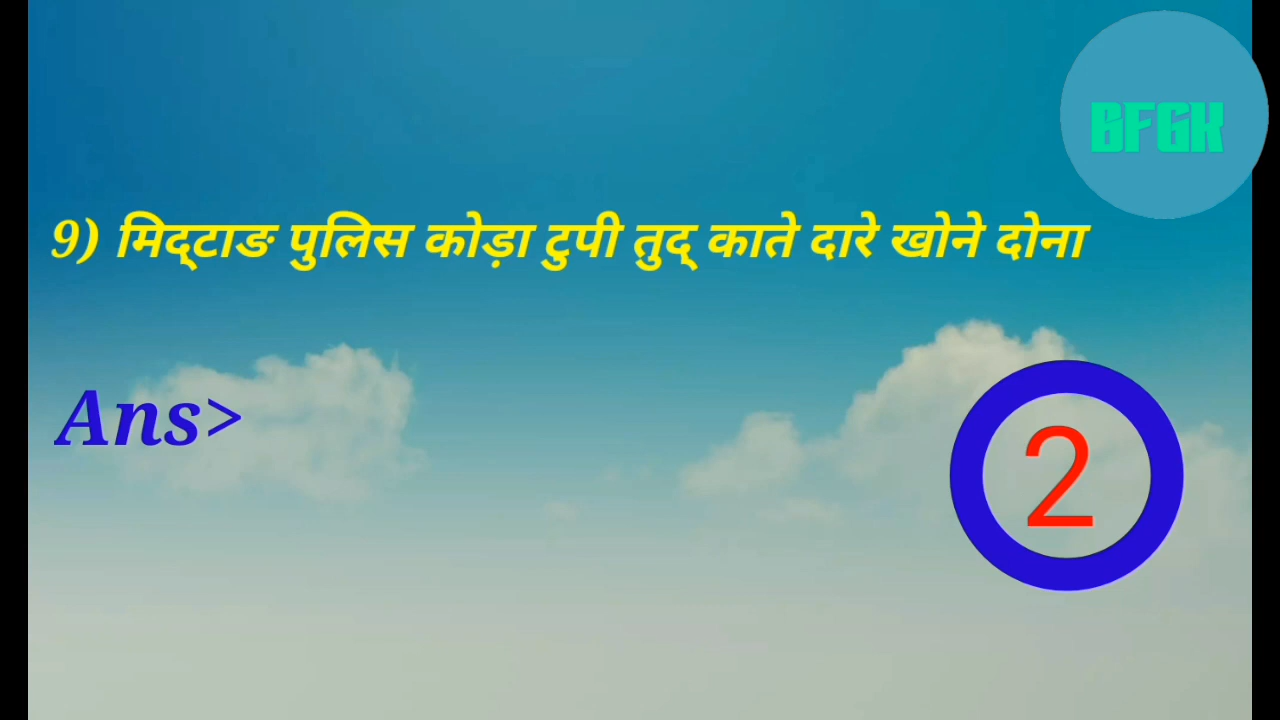 BFGK
9) मिद्टाङ पुलिस कोड़ा टुपी तुद् काते दारे खोने दोना
Ans>
2